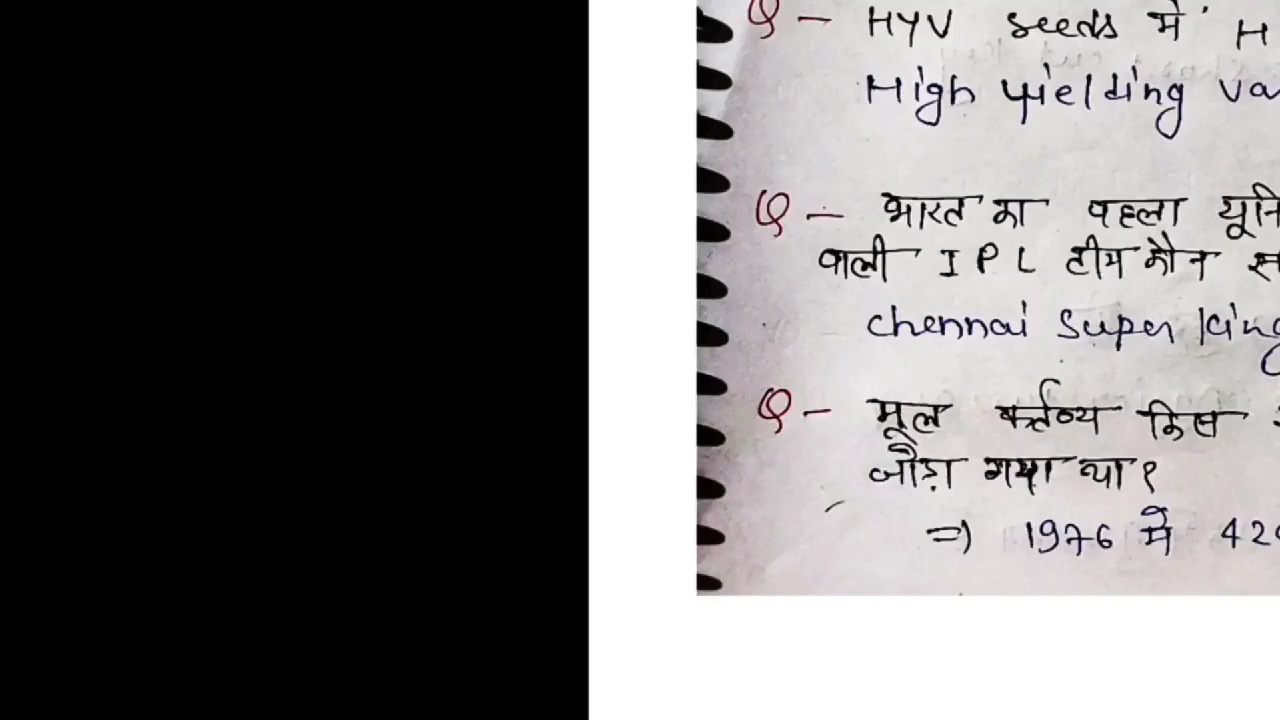 Q - HYV seeds में H
High yielding va
Q - भारत का पहला यूनि
वाली IPL टीम कौन स
chennai super king
Q - मूल कर्तव्य किस
जोड़ा गया था?
=) 1976 में 42